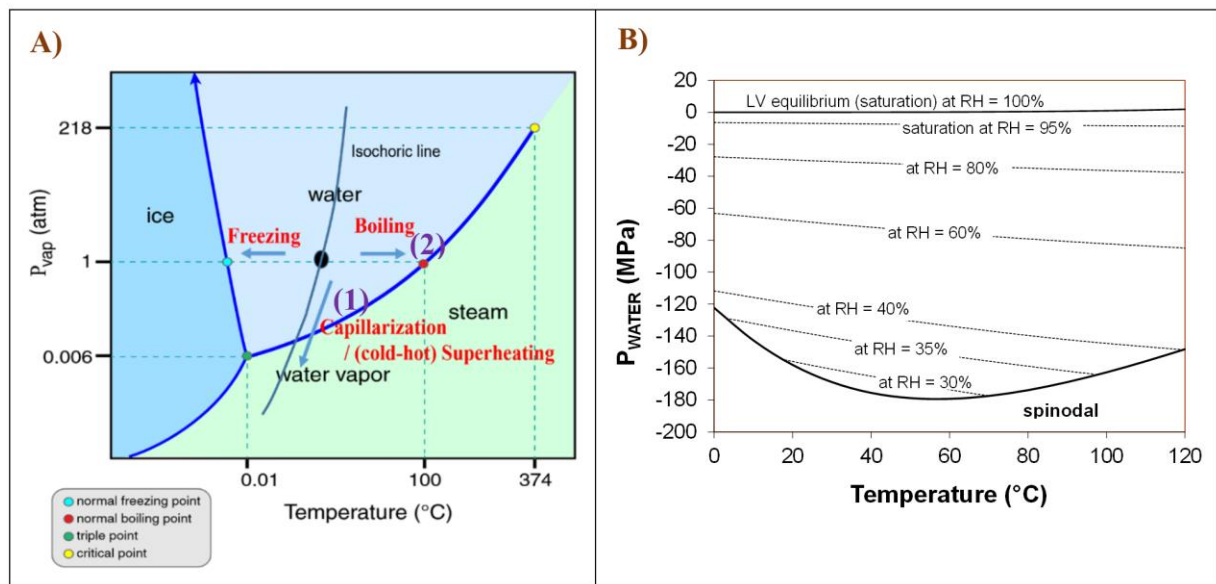 A)
P_vap (atm)
218
1
0.006
ice
water
Isochoric line
Freezing
Boiling
(2)
(1)
steam
Capillarization
/ (cold-hot) Superheating
water vapor
0.01
100
374
Temperature (°C)
normal freezing point
normal boiling point
triple point
critical point
B)
P_WATER (MPa)
20
0
-20
-40
-60
-80
-100
-120
-140
-160
-180
-200
LV equilibrium (saturation) at RH = 100%
saturation at RH = 95%
at RH = 80%
at RH = 60%
at RH = 40%
at RH = 35%
at RH = 30%
spinodal
0
20
40
60
80
100
120
Temperature (°C)